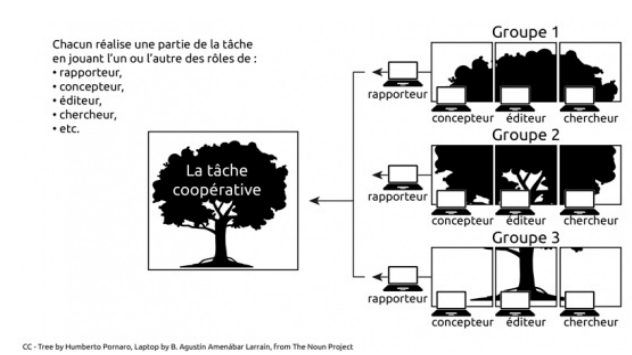 Chacun réalise une partie de la tâche
en jouant l'un ou l'autre des rôles de :
• rapporteur,
• concepteur,
• éditeur,
• chercheur,
• etc.
La tâche
coopérative
Groupe 1
rapporteur
concepteur éditeur chercheur
Groupe 2
rapporteur
concepteur éditeur chercheur
Groupe 3
rapporteur
concepteur éditeur chercheur
CC - Tree by Humberto Pornaro, Laptop by B. Agustín Amenábar Larraín, from The Noun Project